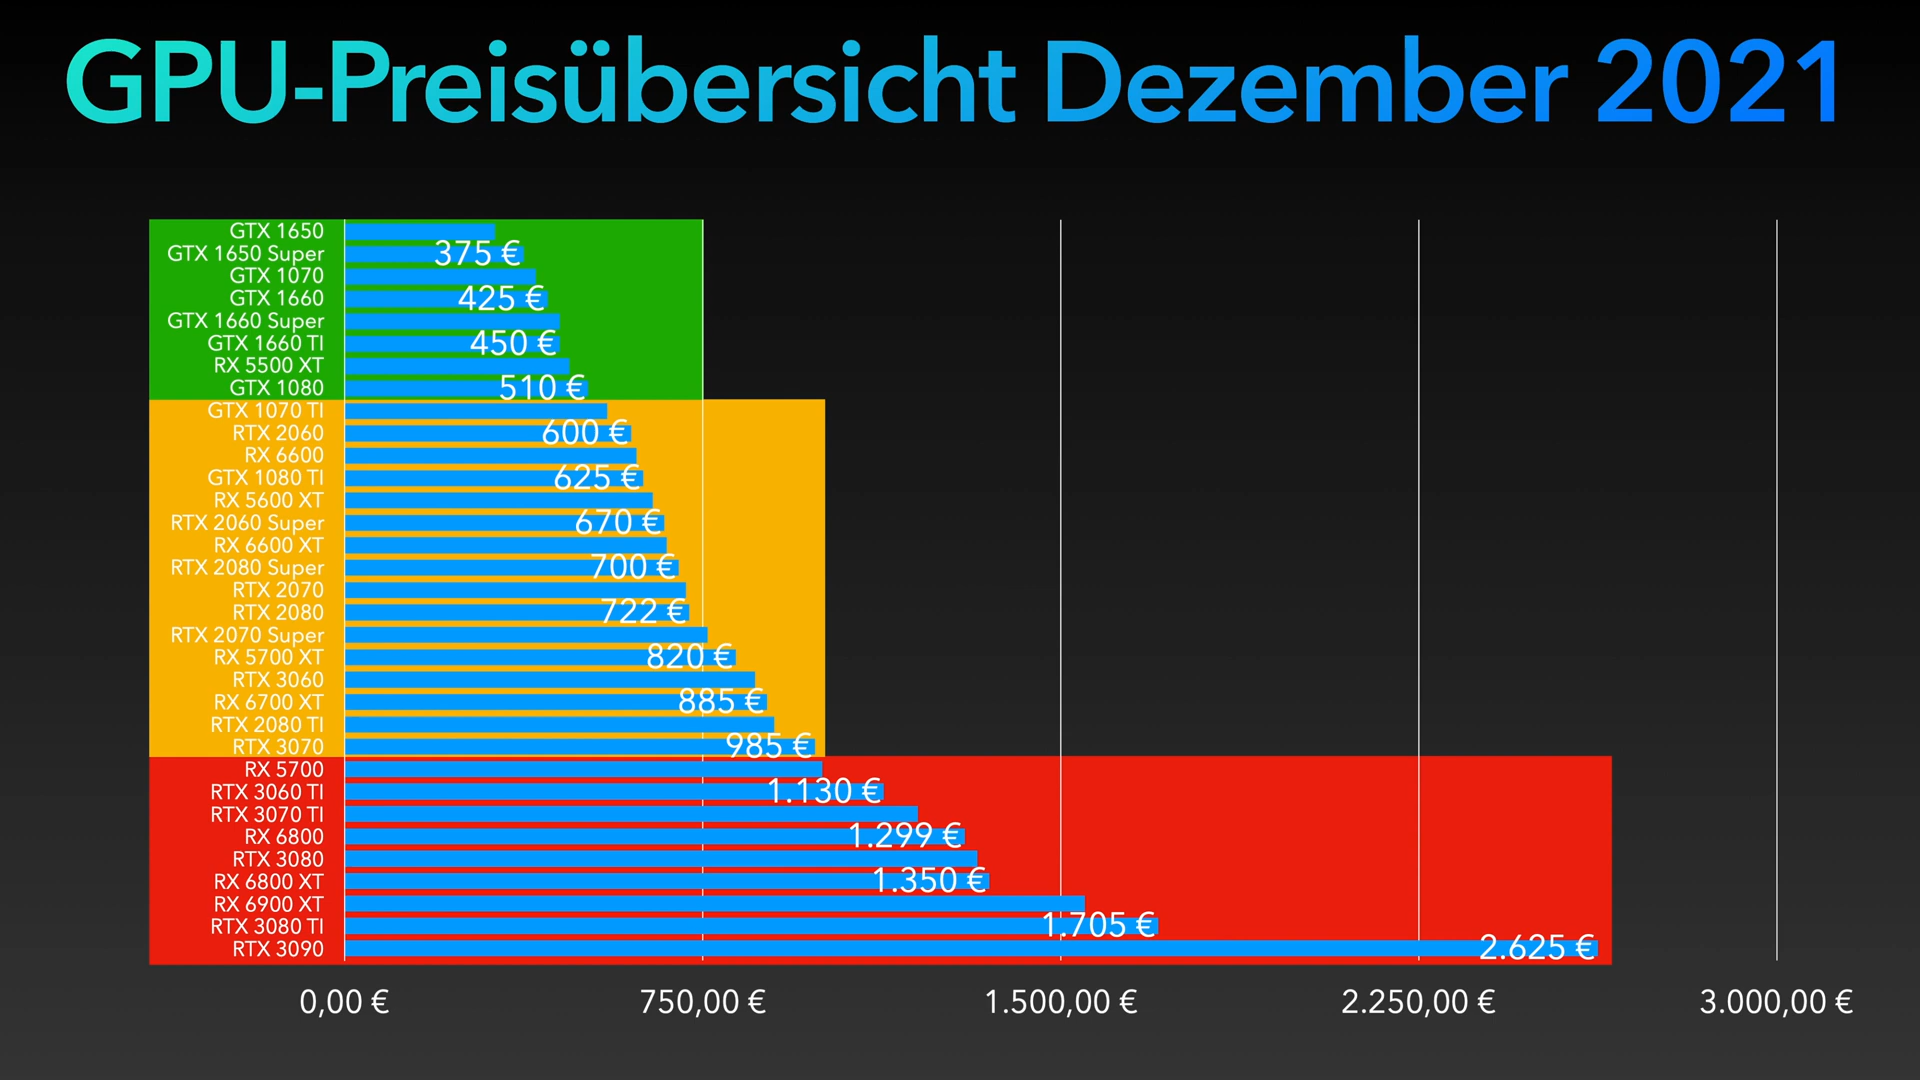 GPU-Preisübersicht Dezember 2021
GTX 1650
GTX 1650 Super 375 €
GTX 1070
GTX 1660 425 €
GTX 1660 Super
GTX 1660 TI 450 €
RX 5500 XT
GTX 1080 510 €
GTX 1070 TI
RTX 2060 600 €
RX 6600
GTX 1080 TI 625 €
RX 5600 XT
RTX 2060 Super 670 €
RX 6600 XT
RTX 2080 Super 700 €
RTX 2070
RTX 2080 722 €
RTX 2070 Super
RX 5700 XT 820 €
RTX 3060
RX 6700 XT 885 €
RTX 2080 TI
RTX 3070 985 €
RX 5700
RTX 3060 TI 1.130 €
RTX 3070 TI
RX 6800 1.299 €
RTX 3080
RX 6800 XT 1.350 €
RX 6900 XT
RTX 3080 TI 1.705 €
RTX 3090 2.625 €
0,00 € 750,00 € 1.500,00 € 2.250,00 € 3.000,00 €